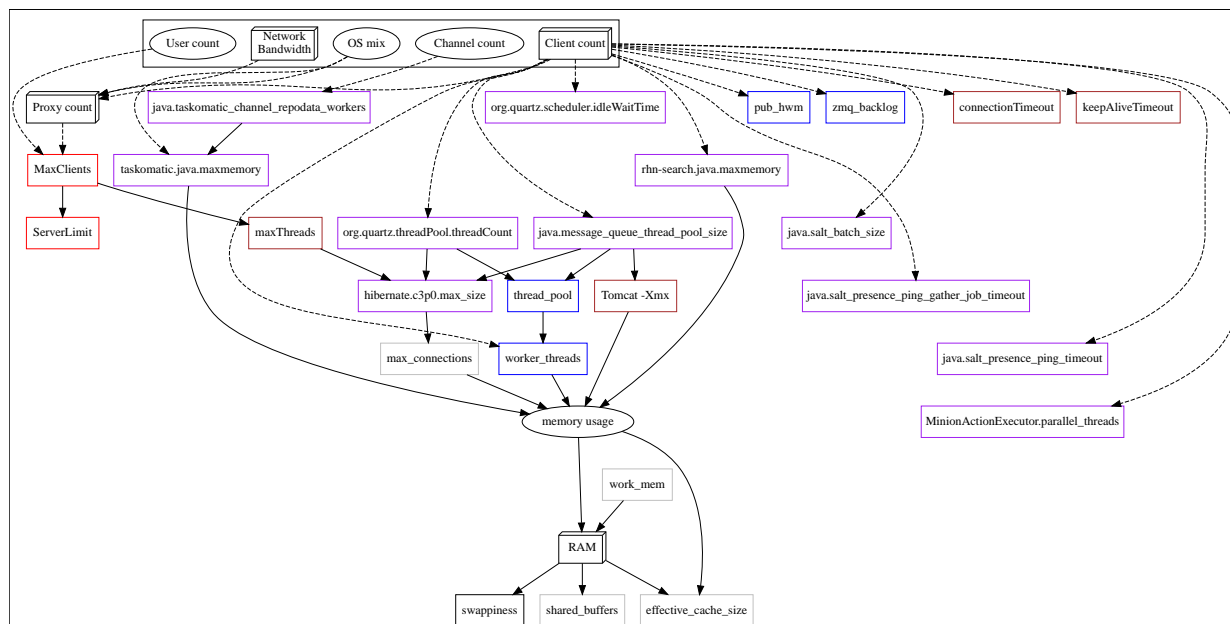 User count
Network
Bandwidth
OS mix
Channel count
Client count
Proxy count
java.taskomatic_channel_repodata_workers
org.quartz.scheduler.idleWaitTime
pub_hwm
zmq_backlog
connectionTimeout
keepAliveTimeout
MaxClients
taskomatic.java.maxmemory
rhn-search.java.maxmemory
ServerLimit
maxThreads
org.quartz.threadPool.threadCount
java.message_queue_thread_pool_size
java.salt_batch_size
hibernate.c3p0.max_size
thread_pool
Tomcat -Xmx
java.salt_presence_ping_gather_job_timeout
max_connections
worker_threads
java.salt_presence_ping_timeout
memory usage
MinionActionExecutor.parallel_threads
work_mem
RAM
swappiness
shared_buffers
effective_cache_size